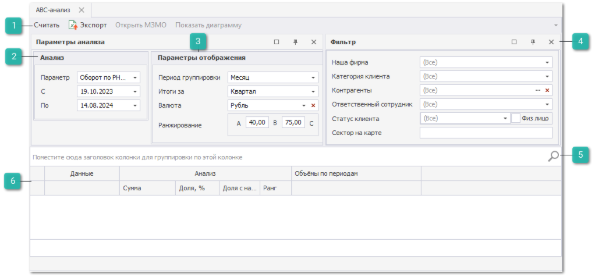 АВС-анализ
1 Считать Экспорт Открыть МЗМО Показать диаграмму
Параметры анализа 3 Фильтр 4
2 Анализ Параметры отображения
Параметр Оборот по РН...
С 19.10.2023
По 14.08.2024
Период группировки Месяц
Итоги за Квартал
Валюта Рубль
Ранжирование A 40,00 B 75,00 C
Наша фирма (Все)
Категория клиента (Все)
Контрагенты (Все)
Ответственный сотрудник (Все)
Статус клиента (Все) Физ лицо
Сектор на карте
Поместите сюда заголовок колонки для группировки по этой колонке 5
6 Данные Анализ Объёмы по периодам
Сумма Доля, % Доля с на... Ранг